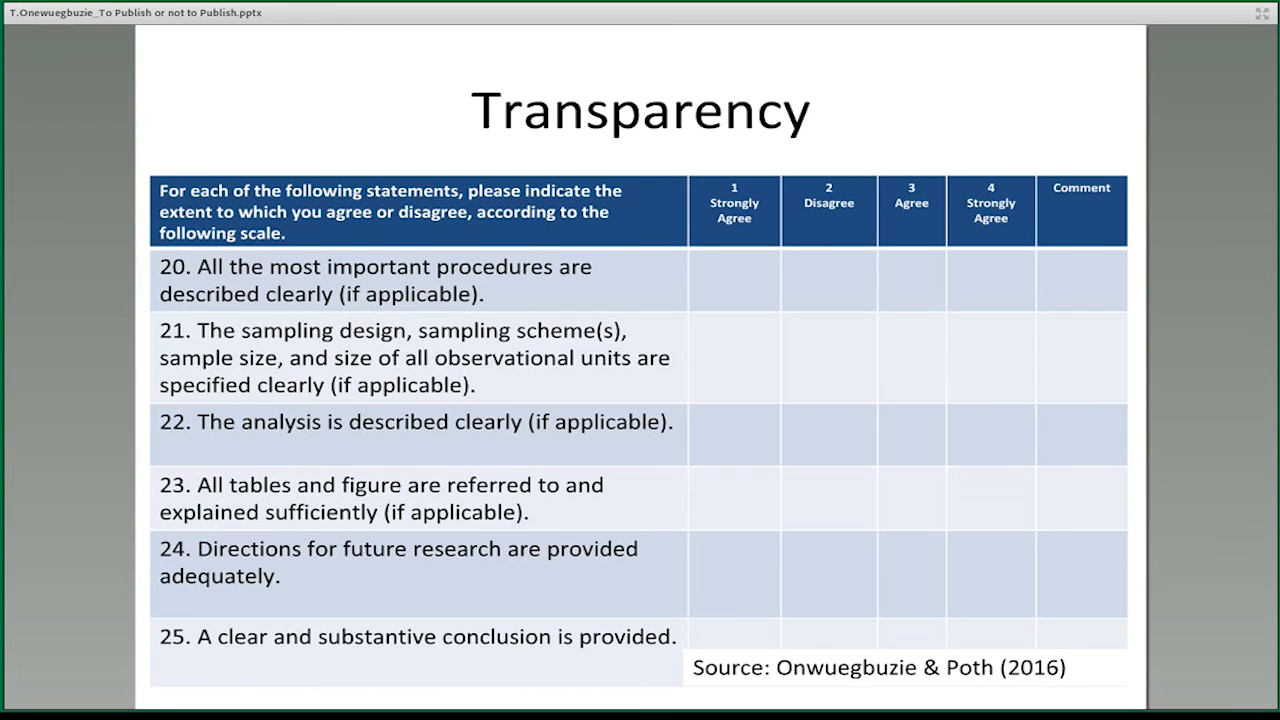 T.Onewuegbuzie_To Publish or not to Publish.pptx
Transparency
For each of the following statements, please indicate the
extent to which you agree or disagree, according to the
following scale.
1
Strongly
Agree
2
Disagree
3
Agree
4
Strongly
Agree
Comment
20. All the most important procedures are
described clearly (if applicable).
21. The sampling design, sampling scheme(s),
sample size, and size of all observational units are
specified clearly (if applicable).
22. The analysis is described clearly (if applicable).
23. All tables and figure are referred to and
explained sufficiently (if applicable).
24. Directions for future research are provided
adequately.
25. A clear and substantive conclusion is provided.
Source: Onwuegbuzie & Poth (2016)